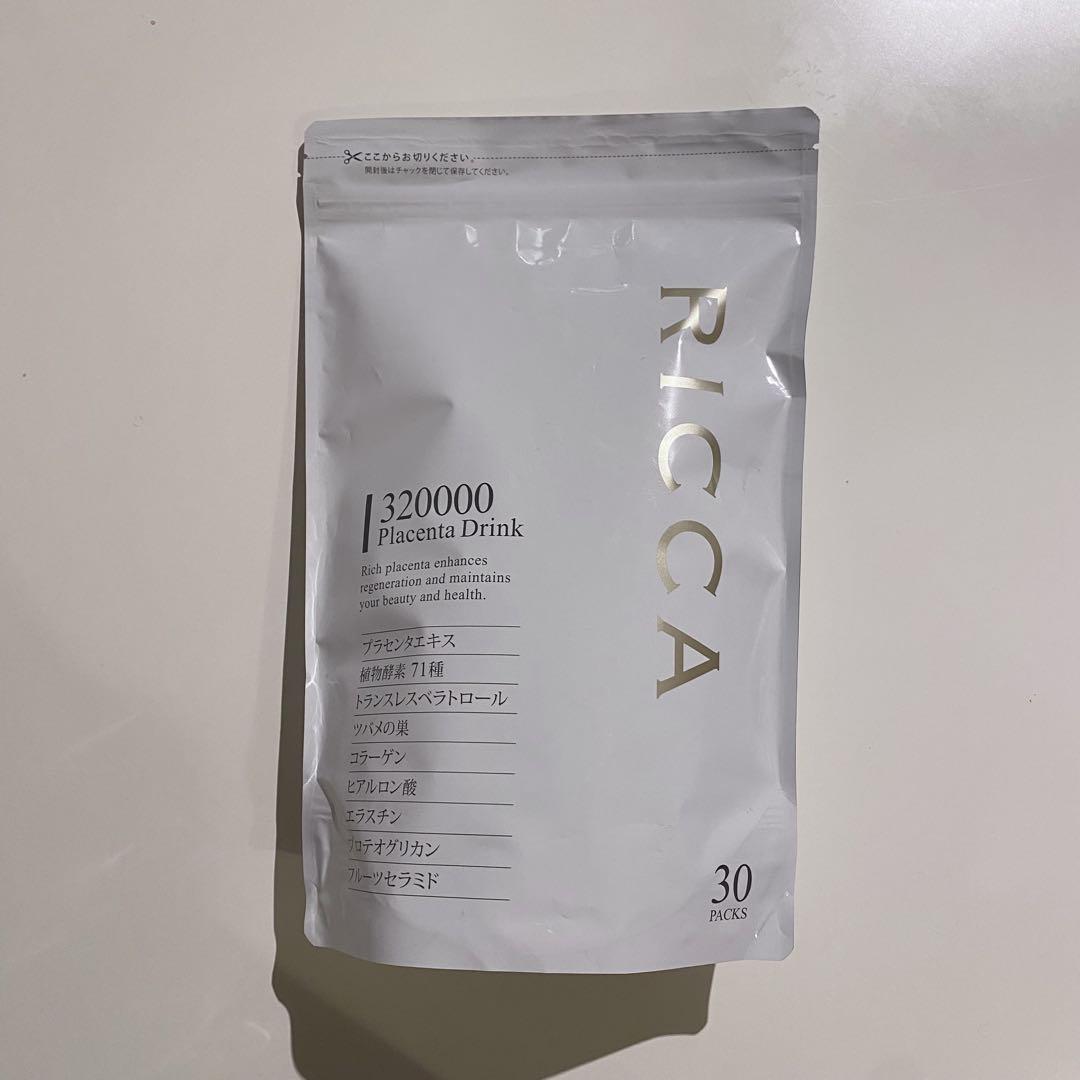 ここからお切りください。
開封後はチャックを閉じて保存してください。
RICCA
320000
Placenta Drink
Rich placenta enhances
regeneration and maintains
your beauty and health.
プラセンタエキス
植物酵素 71種
トランスレスベラトロール
ツバメの巣
コラーゲン
ヒアルロン酸
エラスチン
プロテオグリカン
フルーツセラミド
30
PACKS